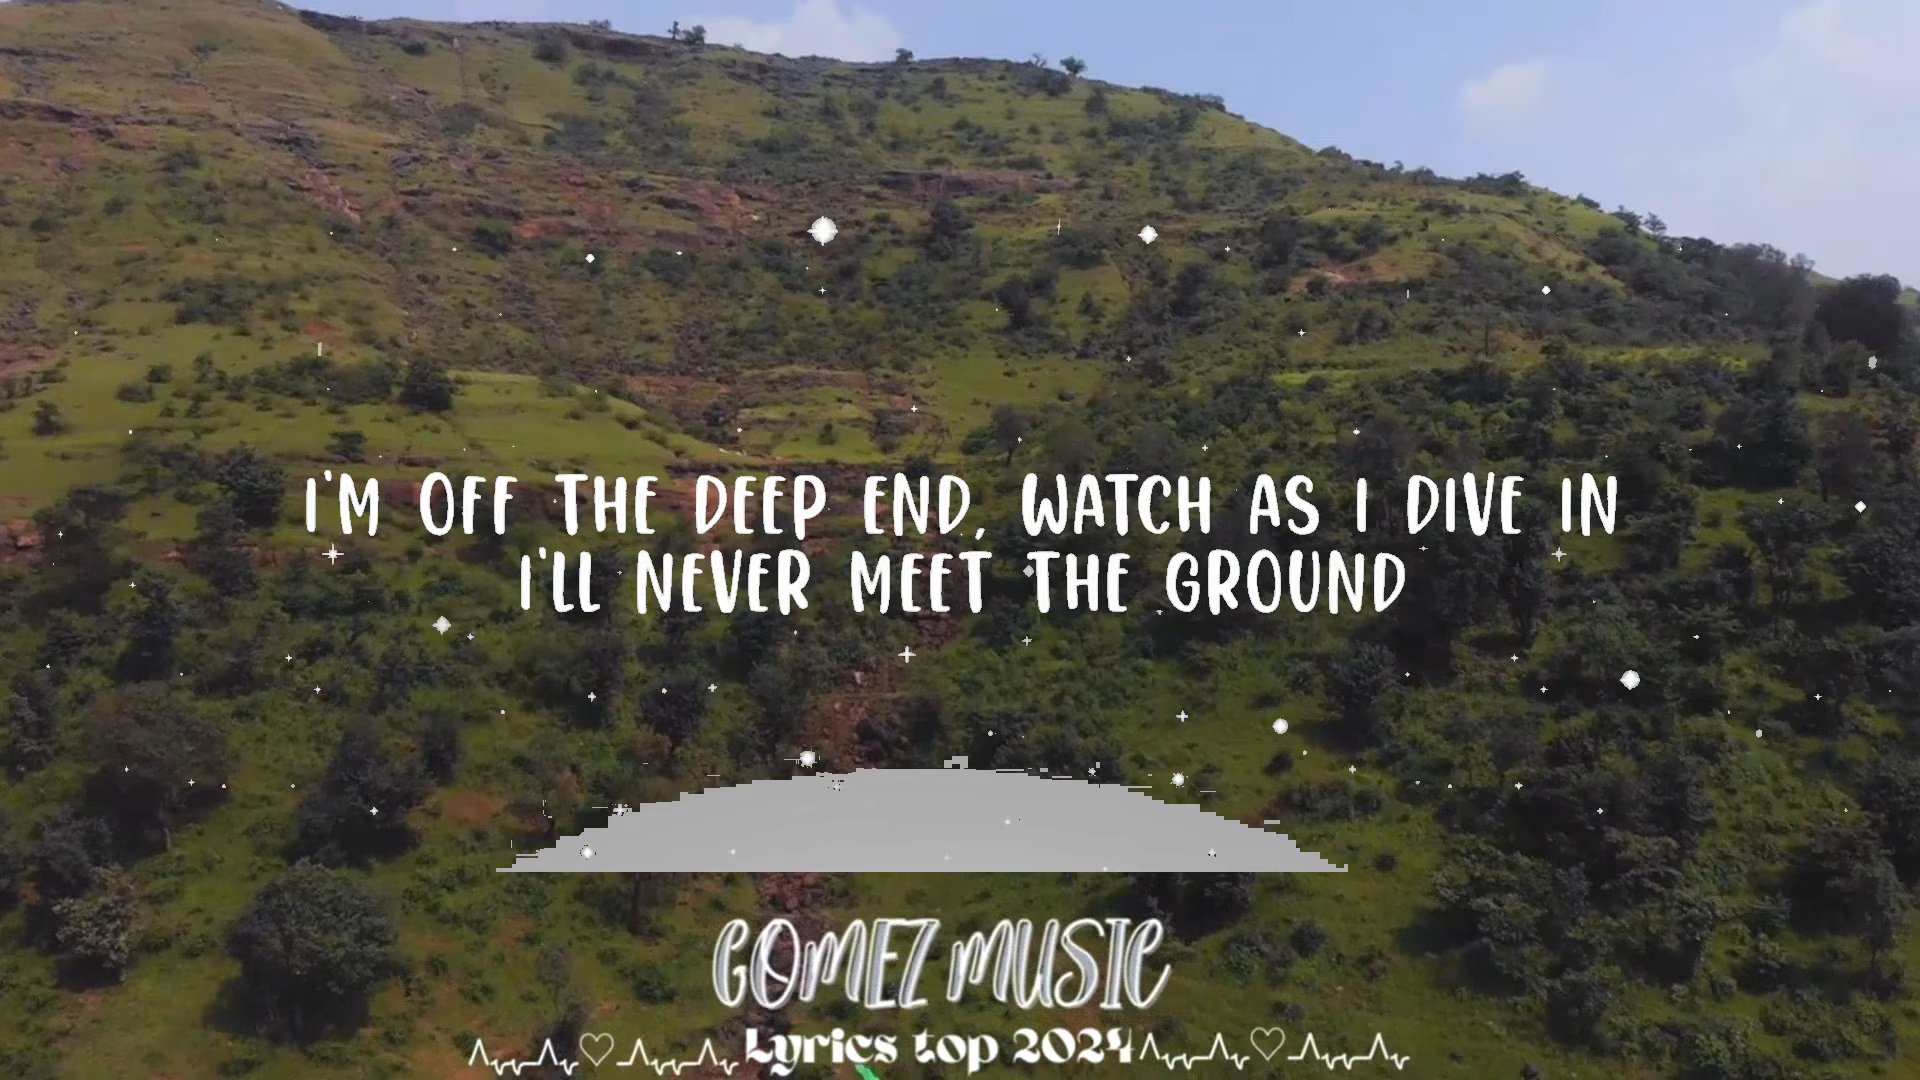 I'M OFF THE DEEP END, WATCH AS I DIVE IN
I'LL NEVER MEET THE GROUND
GOMEZ MUSIC
Lyrics top 2024